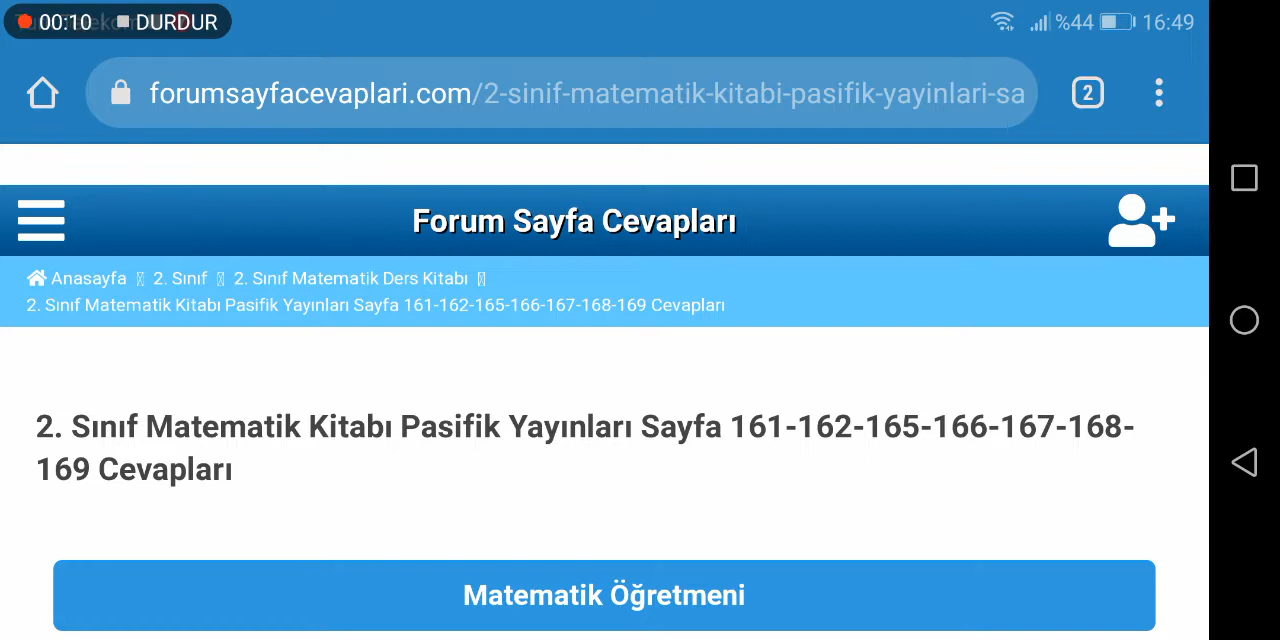 00:10 DURDUR %44 16:49
forumsayfacevaplari.com/2-sinif-matematik-kitabi-pasifik-yayinlari-sa 2
Forum Sayfa Cevapları
Anasayfa 2. Sınıf 2. Sınıf Matematik Ders Kitabı
2. Sınıf Matematik Kitabı Pasifik Yayınları Sayfa 161-162-165-166-167-168-169 Cevapları
2. Sınıf Matematik Kitabı Pasifik Yayınları Sayfa 161-162-165-166-167-168-
169 Cevapları
Matematik Öğretmeni